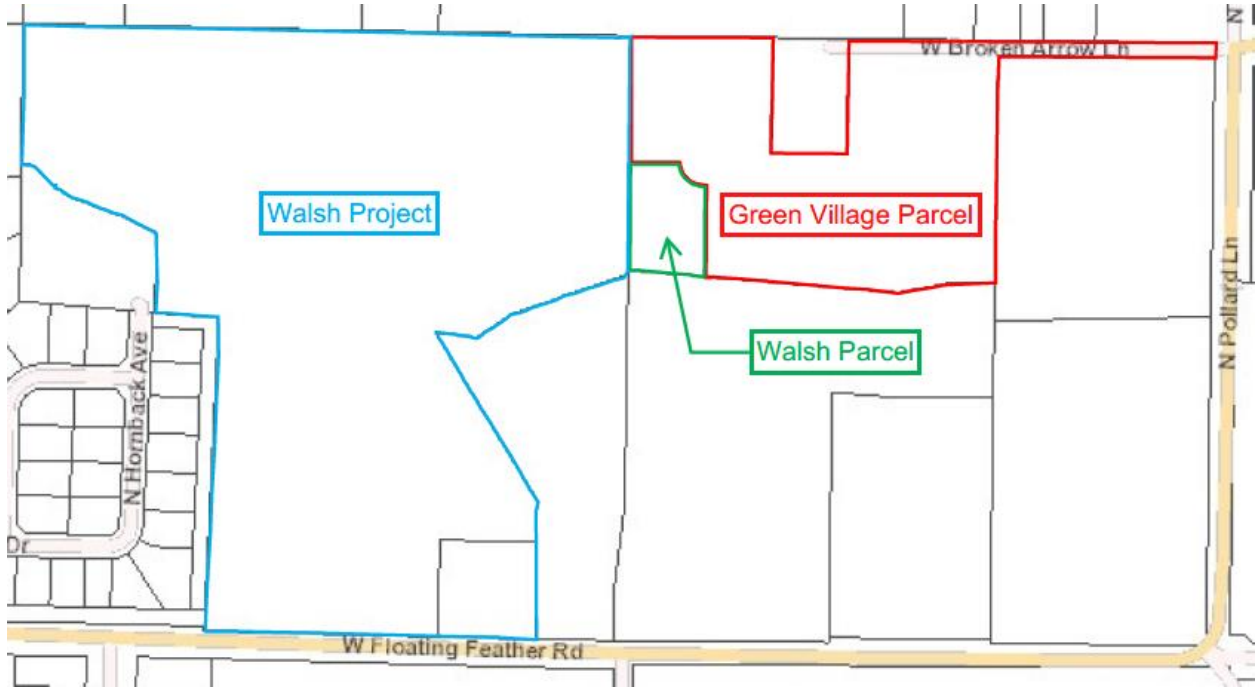 N
W Broken Arrow Ln
Walsh Project
Green Village Parcel
N Pollard Ln
Walsh Parcel
N Hornback Ave
Dr
W Floating Feather Rd